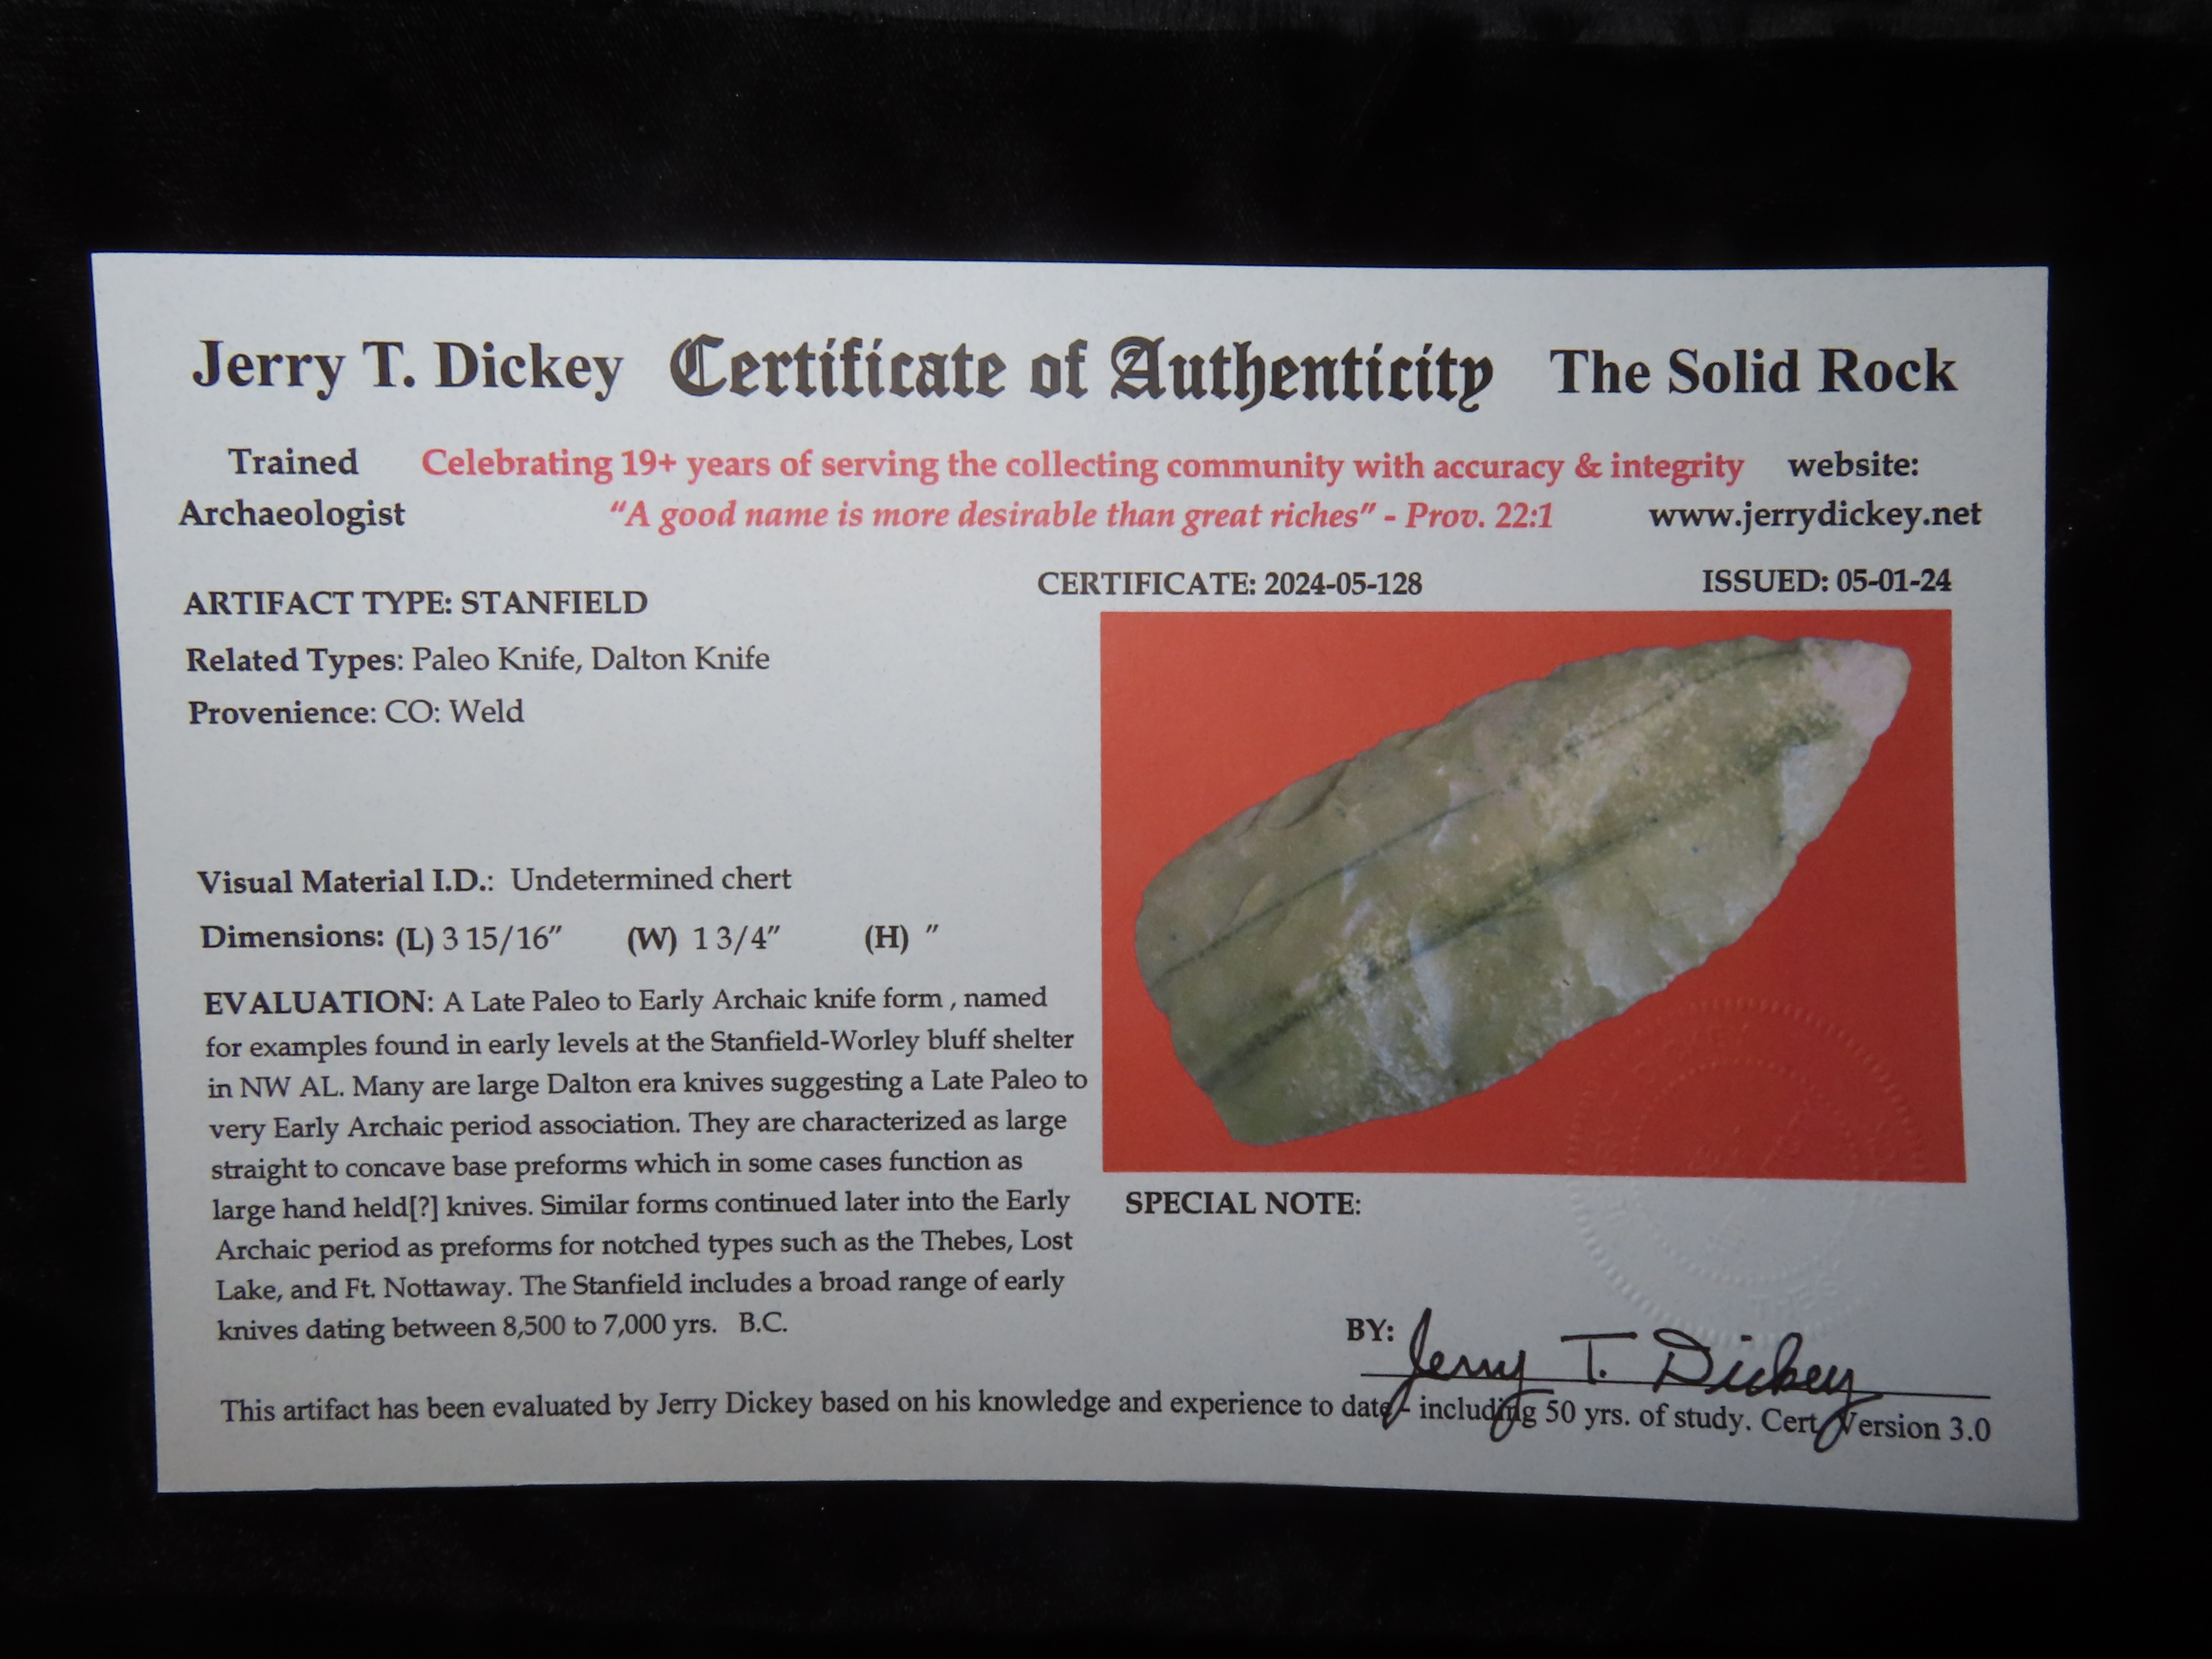 Jerry T. Dickey Certificate of Authenticity The Solid Rock
Trained Celebrating 19+ years of serving the collecting community with accuracy & integrity website:
Archaeologist "A good name is more desirable than great riches" - Prov. 22:1 www.jerrydickey.net
CERTIFICATE: 2024-05-128 ISSUED: 05-01-24
ARTIFACT TYPE: STANFIELD
Related Types: Paleo Knife, Dalton Knife
Provenience: CO: Weld
Visual Material I.D.: Undetermined chert
Dimensions: (L) 3 15/16" (W) 1 3/4" (H) "
EVALUATION: A Late Paleo to Early Archaic knife form , named
for examples found in early levels at the Stanfield-Worley bluff shelter
in NW AL. Many are large Dalton era knives suggesting a Late Paleo to
very Early Archaic period association. They are characterized as large
straight to concave base preforms which in some cases function as
large hand held[?] knives. Similar forms continued later into the Early
Archaic period as preforms for notched types such as the Thebes, Lost
Lake, and Ft. Nottaway. The Stanfield includes a broad range of early
knives dating between 8,500 to 7,000 yrs. B.C.
SPECIAL NOTE:
BY: Jerry T. Dickey
This artifact has been evaluated by Jerry Dickey based on his knowledge and experience to date - including 50 yrs. of study. Cert Version 3.0